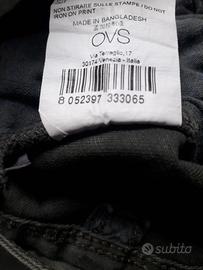 NON STIRARE SULLE STAMPE / DO NOT
IRON ON PRINT
MADE IN BANGLADESH
OVS
Via Terraglio, 17
30174 Venezia - Italia
8 052397 333065
subito